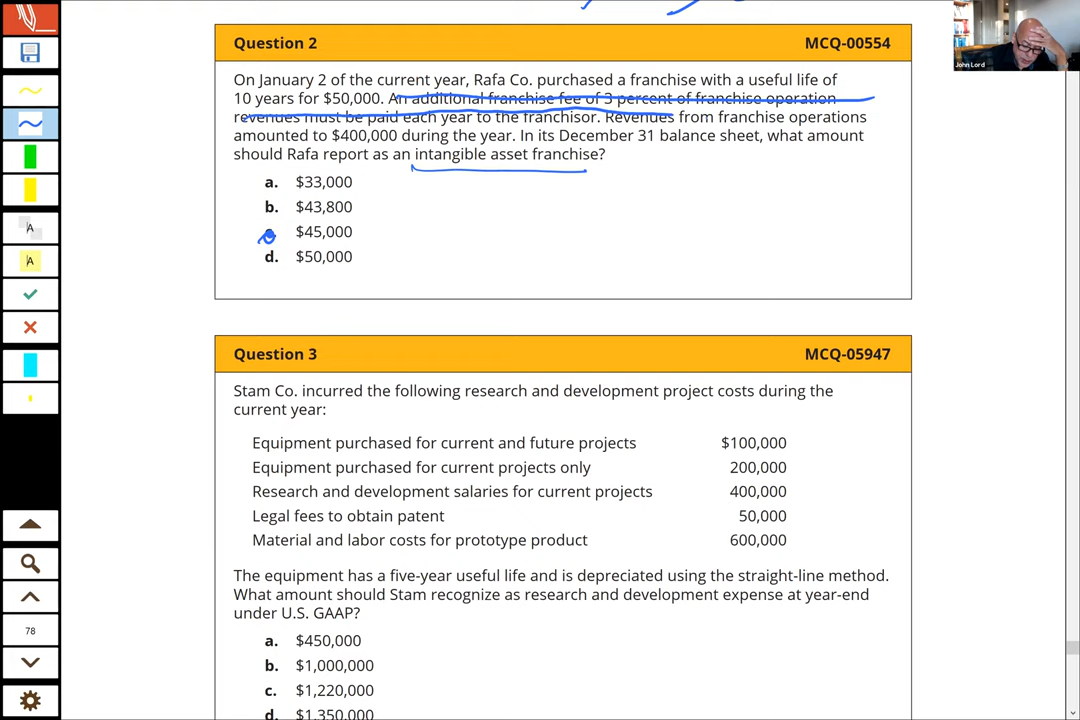 John Lord
Question 2 MCQ-00554
On January 2 of the current year, Rafa Co. purchased a franchise with a useful life of
10 years for $50,000. An additional franchise fee of 3 percent of franchise operation
revenues must be paid each year to the franchisor. Revenues from franchise operations
amounted to $400,000 during the year. In its December 31 balance sheet, what amount
should Rafa report as an intangible asset franchise?
a. $33,000
b. $43,800
$45,000
d. $50,000
Question 3 MCQ-05947
Stam Co. incurred the following research and development project costs during the
current year:
Equipment purchased for current and future projects $100,000
Equipment purchased for current projects only 200,000
Research and development salaries for current projects 400,000
Legal fees to obtain patent 50,000
Material and labor costs for prototype product 600,000
The equipment has a five-year useful life and is depreciated using the straight-line method.
What amount should Stam recognize as research and development expense at year-end
under U.S. GAAP?
a. $450,000
b. $1,000,000
c. $1,220,000
d. $1,350,000
A
A
78